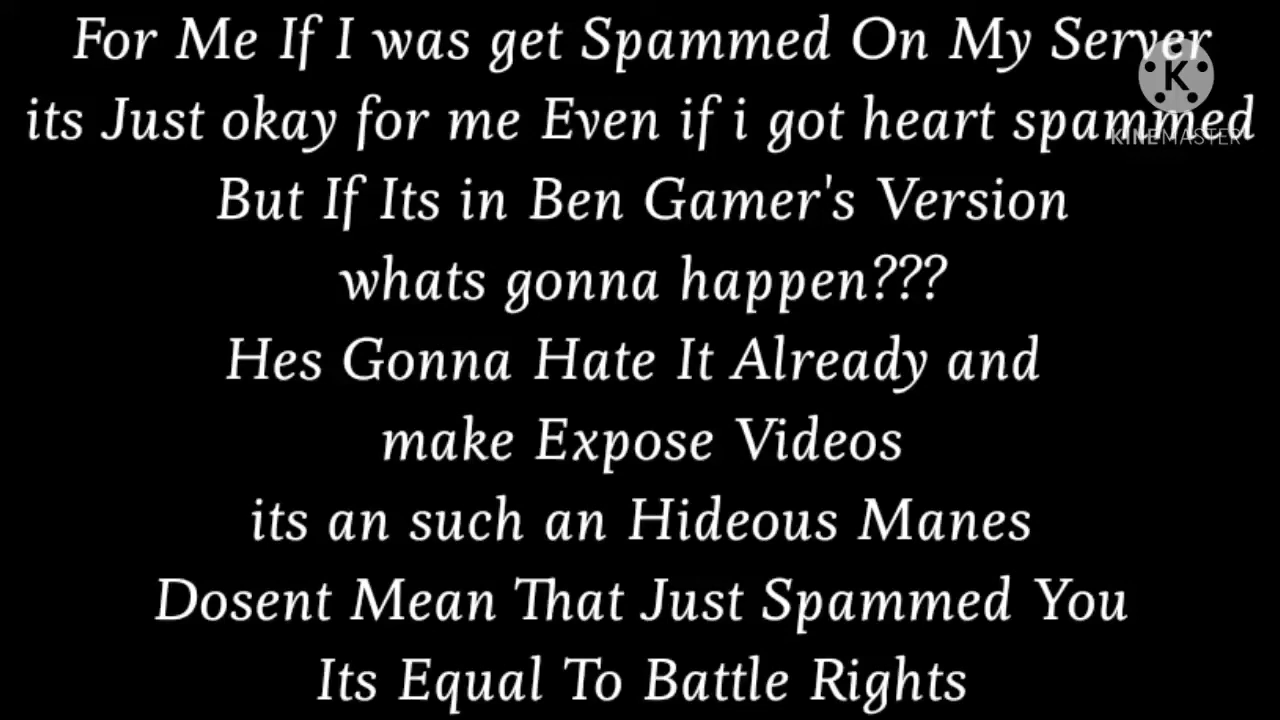 For Me If I was get Spammed On My Server
its Just okay for me Even if i got heart spammed
But If Its in Ben Gamer's Version
whats gonna happen???
Hes Gonna Hate It Already and
make Expose Videos
its an such an Hideous Manes
Dosent Mean That Just Spammed You
Its Equal To Battle Rights
K
KINEMASTER